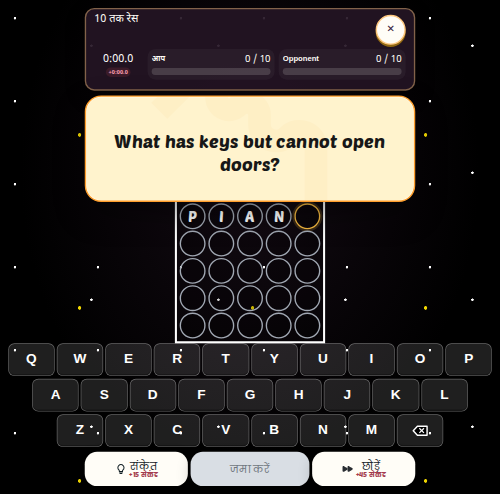 10 तक रेस
×
0:00.0
+0:00.0
आप 0 / 10
Opponent 0 / 10
What has keys but cannot open
doors?
P I A N
Q W E R T Y U I O P
A S D F G H J K L
Z X C V B N M
संकेत
+15 सेकंड
जमा करें
छोड़ें
+45 सेकंड